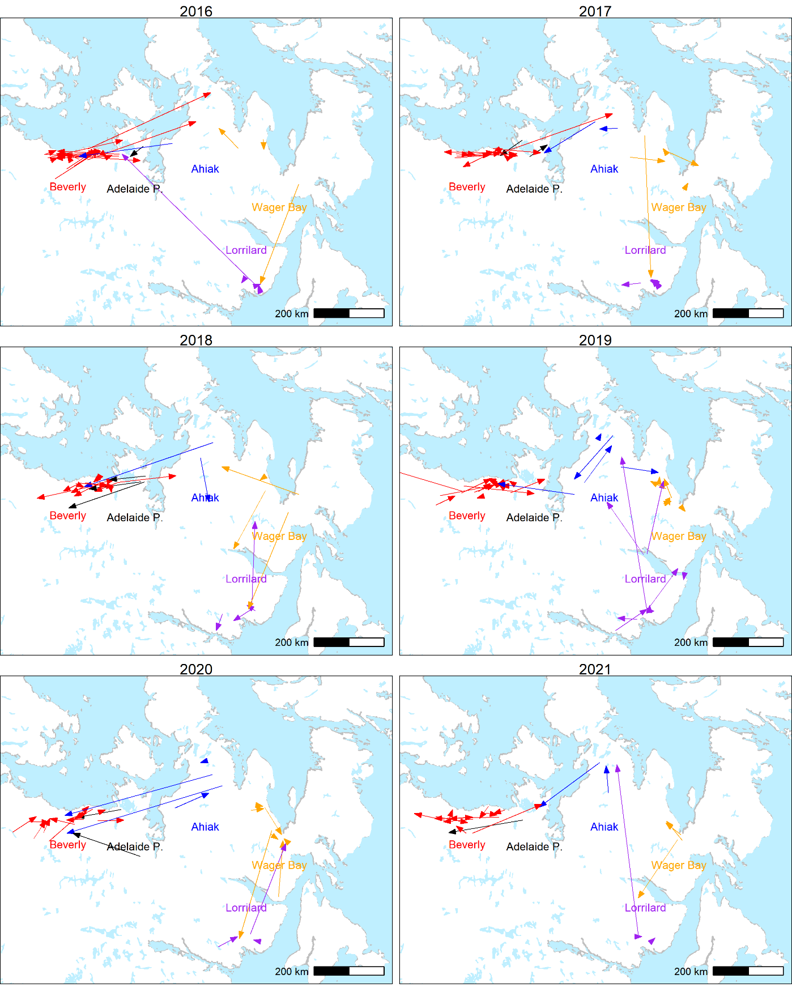 2016
2017
Ahiak
Beverly
Adelaide P.
Wager Bay
Lorrilard
200 km
Ahiak
Beverly
Adelaide P.
Wager Bay
Lorrilard
200 km
2018
2019
Ahiak
Beverly
Adelaide P.
Wager Bay
Lorrilard
200 km
Ahiak
Beverly
Adelaide P.
Wager Bay
Lorrilard
200 km
2020
2021
Ahiak
Beverly
Adelaide P.
Wager Bay
Lorrilard
200 km
Ahiak
Beverly
Adelaide P.
Wager Bay
Lorrilard
200 km